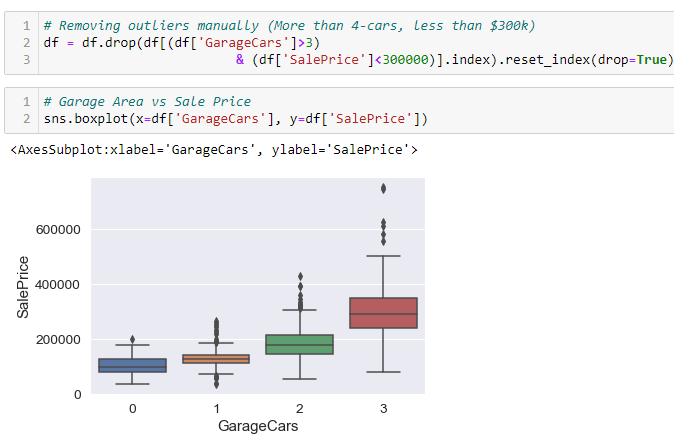 1 # Removing outliers manually (More than 4-cars, less than $300k)
2 df = df.drop(df[(df['GarageCars']>3)
3 & (df['SalePrice']<300000)].index).reset_index(drop=True)
1 # Garage Area vs Sale Price
2 sns.boxplot(x=df['GarageCars'], y=df['SalePrice'])
<AxesSubplot:xlabel='GarageCars', ylabel='SalePrice'>
600000
400000
200000
0
SalePrice
0 1 2 3
GarageCars